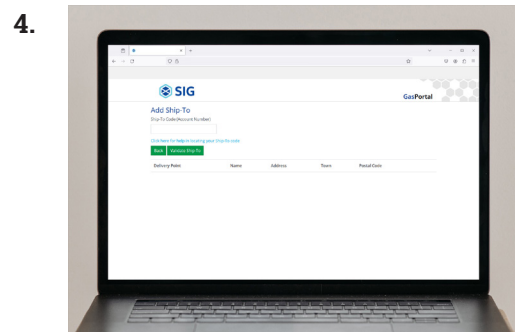 4.
SIG
GasPortal
Add Ship-To
Ship-To Code (Account Number)
Click here for help in locating your Ship-To code.
Back Validate Ship-To
Delivery Point Name Address Town Postal Code